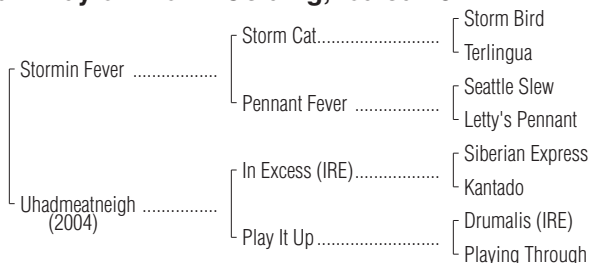 Storm Bird
Storm Cat
Terlingua
Stormin Fever
Seattle Slew
Pennant Fever
Letty's Pennant
Siberian Express
In Excess (IRE)
Kantado
Uhadmeatneigh
(2004)
Drumalis (IRE)
Play It Up
Playing Through